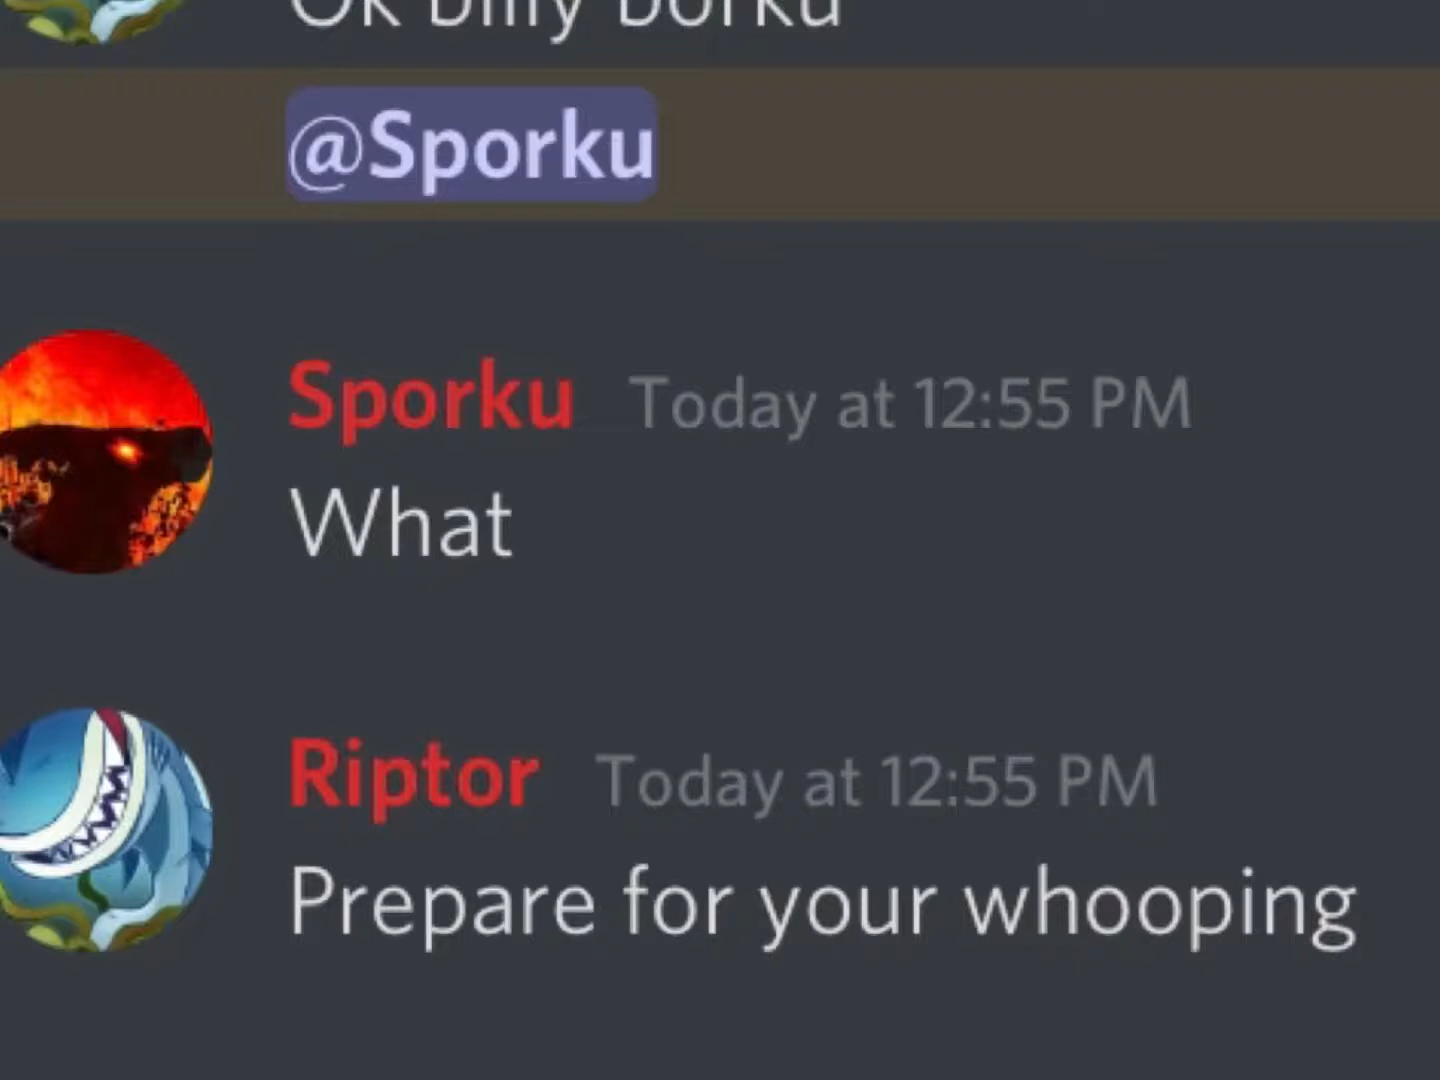 Ok billy borku
@Sporku
Sporku Today at 12:55 PM
What
Riptor Today at 12:55 PM
Prepare for your whooping